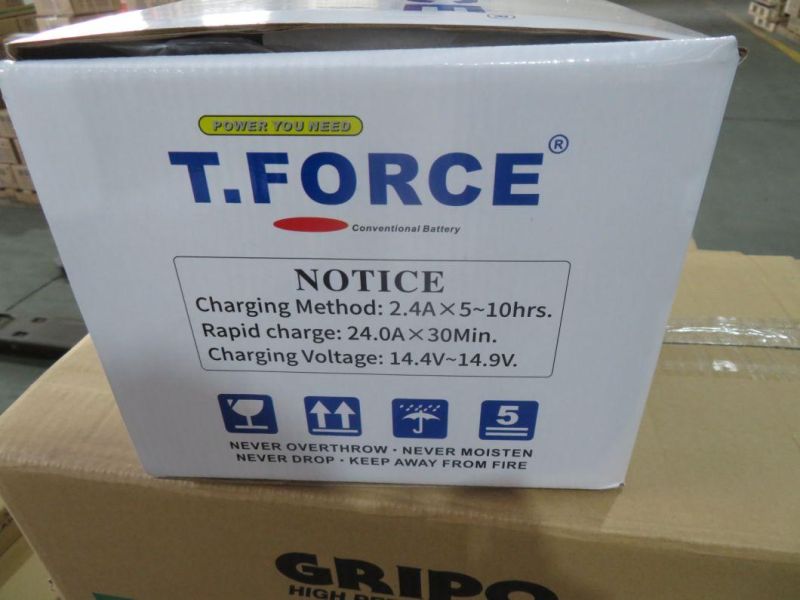 POWER YOU NEED
T.FORCE®
Conventional Battery
NOTICE
Charging Method: 2.4A×5~10hrs.
Rapid charge: 24.0A×30Min.
Charging Voltage: 14.4V~14.9V.
5
NEVER OVERTHROW · NEVER MOISTEN
NEVER DROP · KEEP AWAY FROM FIRE
GRIPO
HIGH